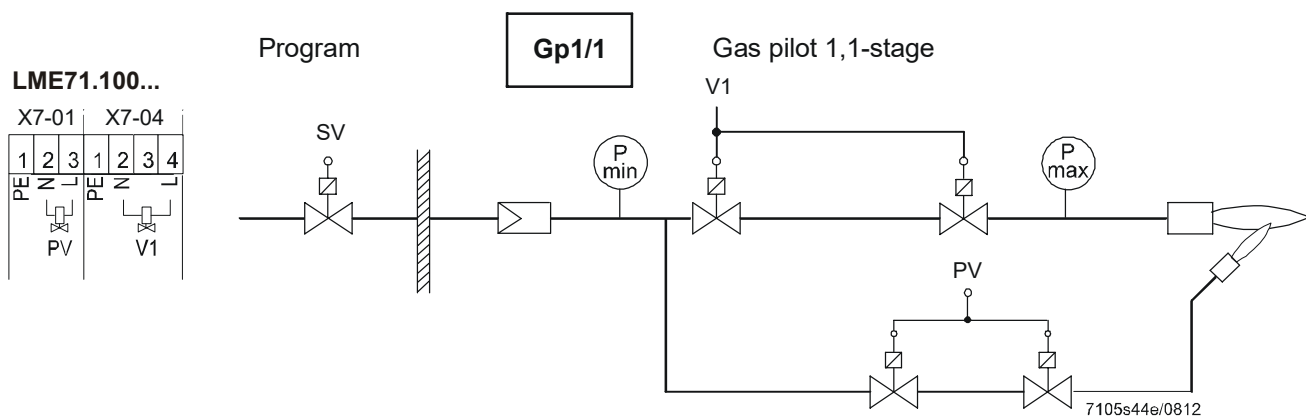 Program
Gp1/1
Gas pilot 1,1-stage
LME71.100...
X7-01 X7-04
1 2 3 1 2 3 4
PE N L PE N L
PV V1
SV
V1
P
min
P
max
PV
7105s44e/0812